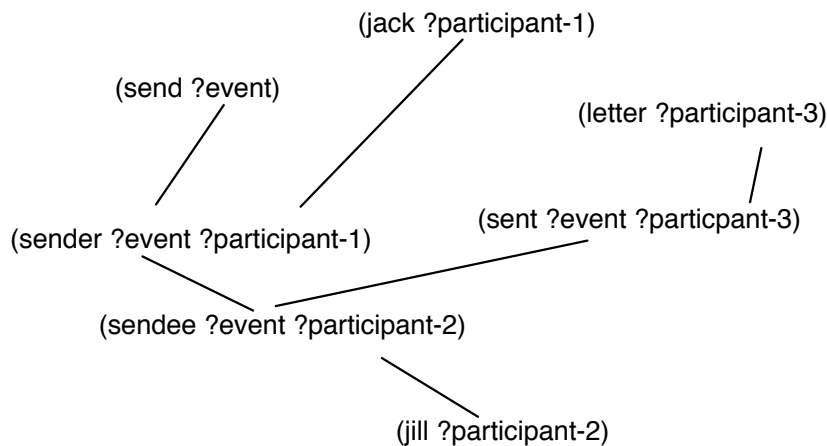 (jack ?participant-1)
(send ?event)
(letter ?participant-3)
(sent ?event ?particpant-3)
(sender ?event ?participant-1)
(sendee ?event ?participant-2)
(jill ?participant-2)